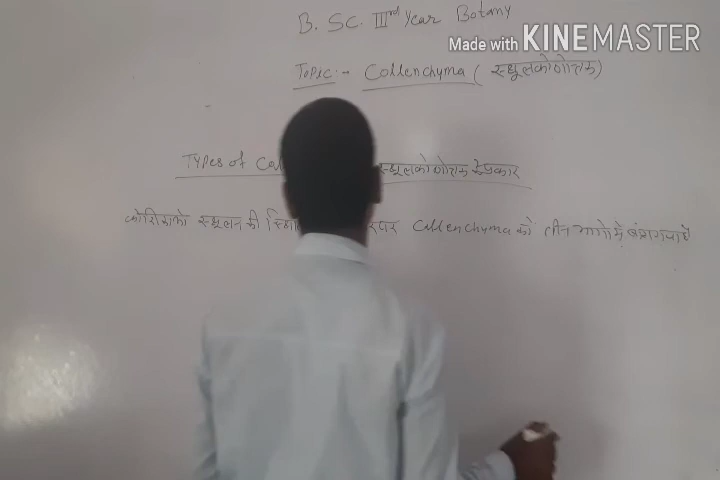 B. Sc. IIIrd Year Botany
Made with KINEMASTER
Topic :- Collenchyma ( स्थूलकोणोतक)
Types of स्थूलकोणोतक के प्रकार
स्थूलन की पर Collenchyma को तीन भागो में